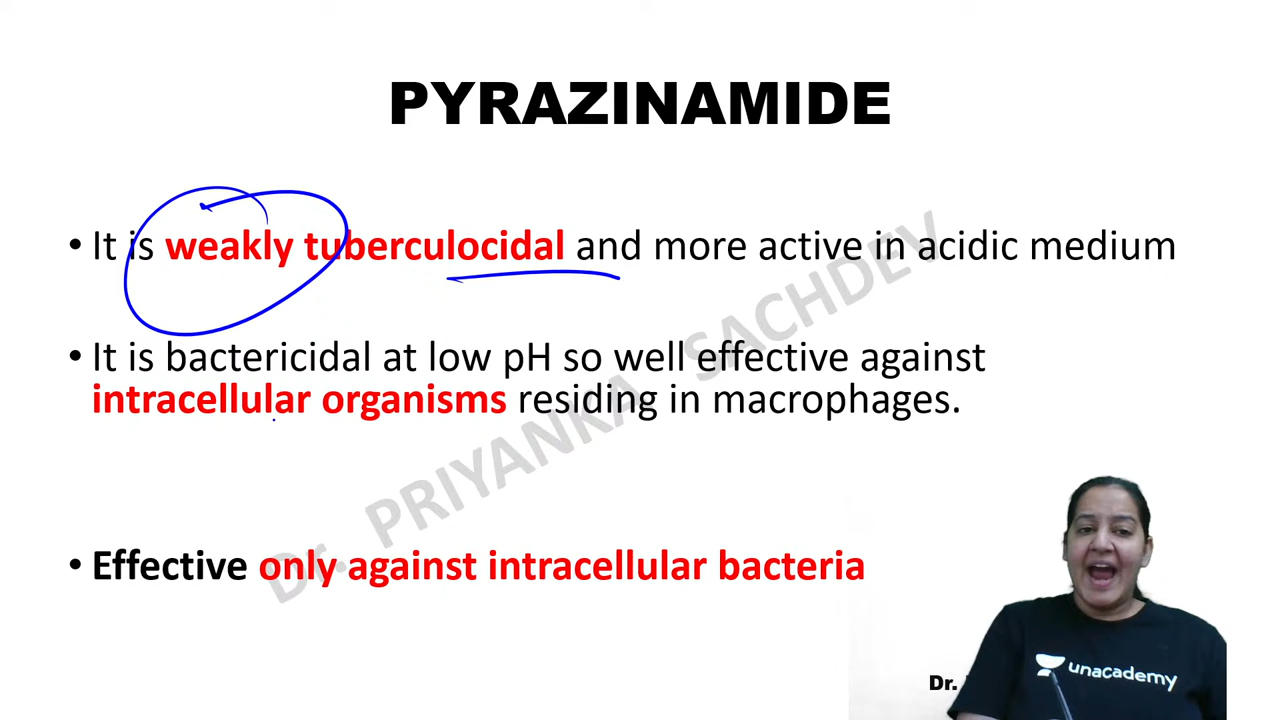 PYRAZINAMIDE
• It is weakly tuberculocidal and more active in acidic medium
• It is bactericidal at low pH so well effective against
intracellular organisms residing in macrophages.
• Effective only against intracellular bacteria
Dr. PRIYANKA SACHDEV
unacademy
Dr.